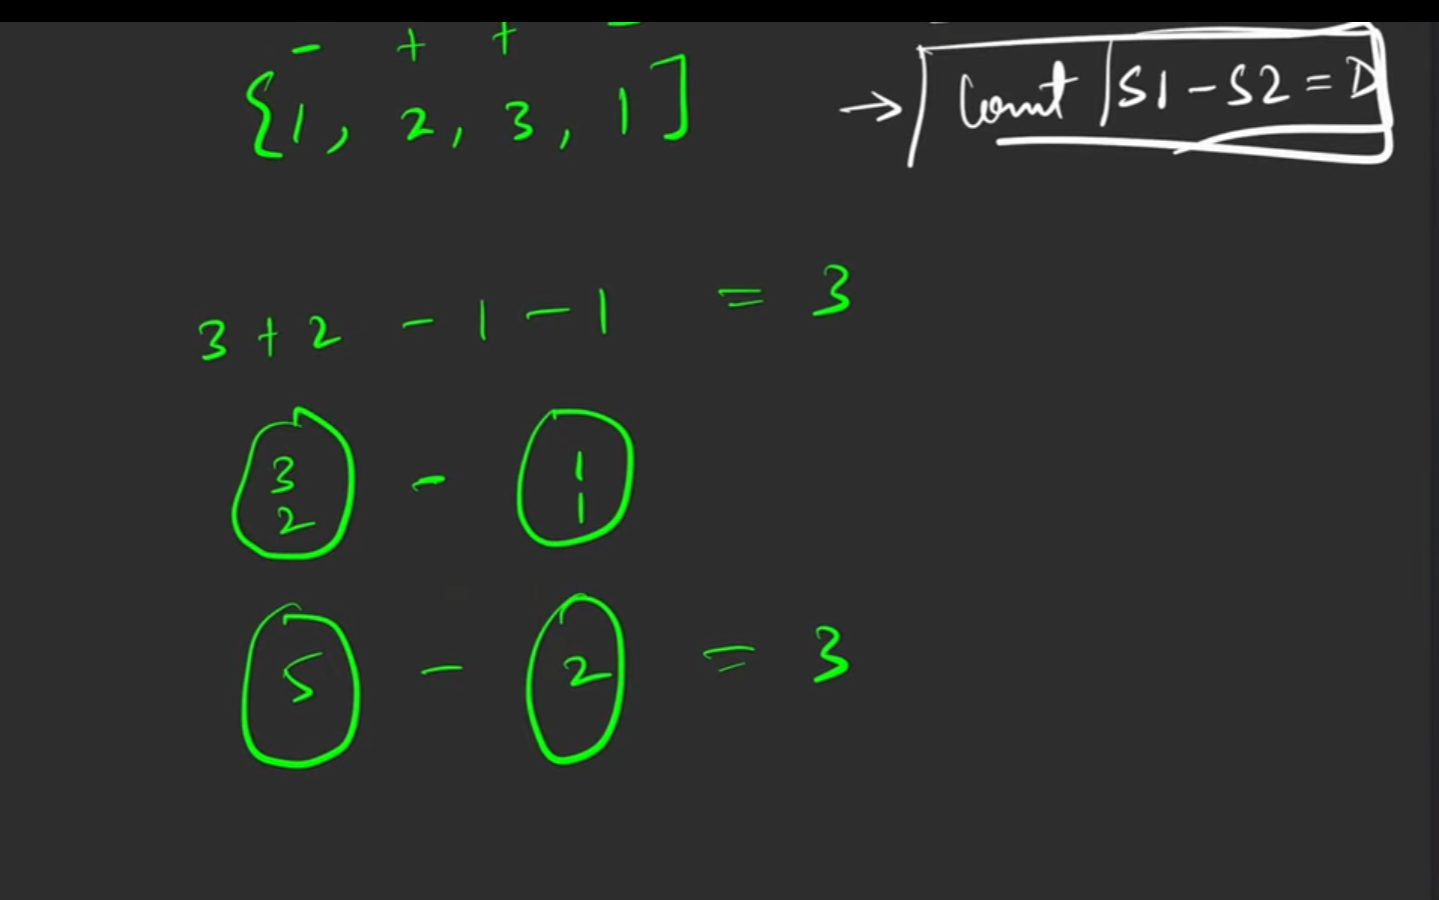 - + + -
{1, 2, 3, 1]
→ Count |S1 - S2 = D
3 + 2 - 1 - 1 = 3
3 - 1
2 1
5 - 2 = 3